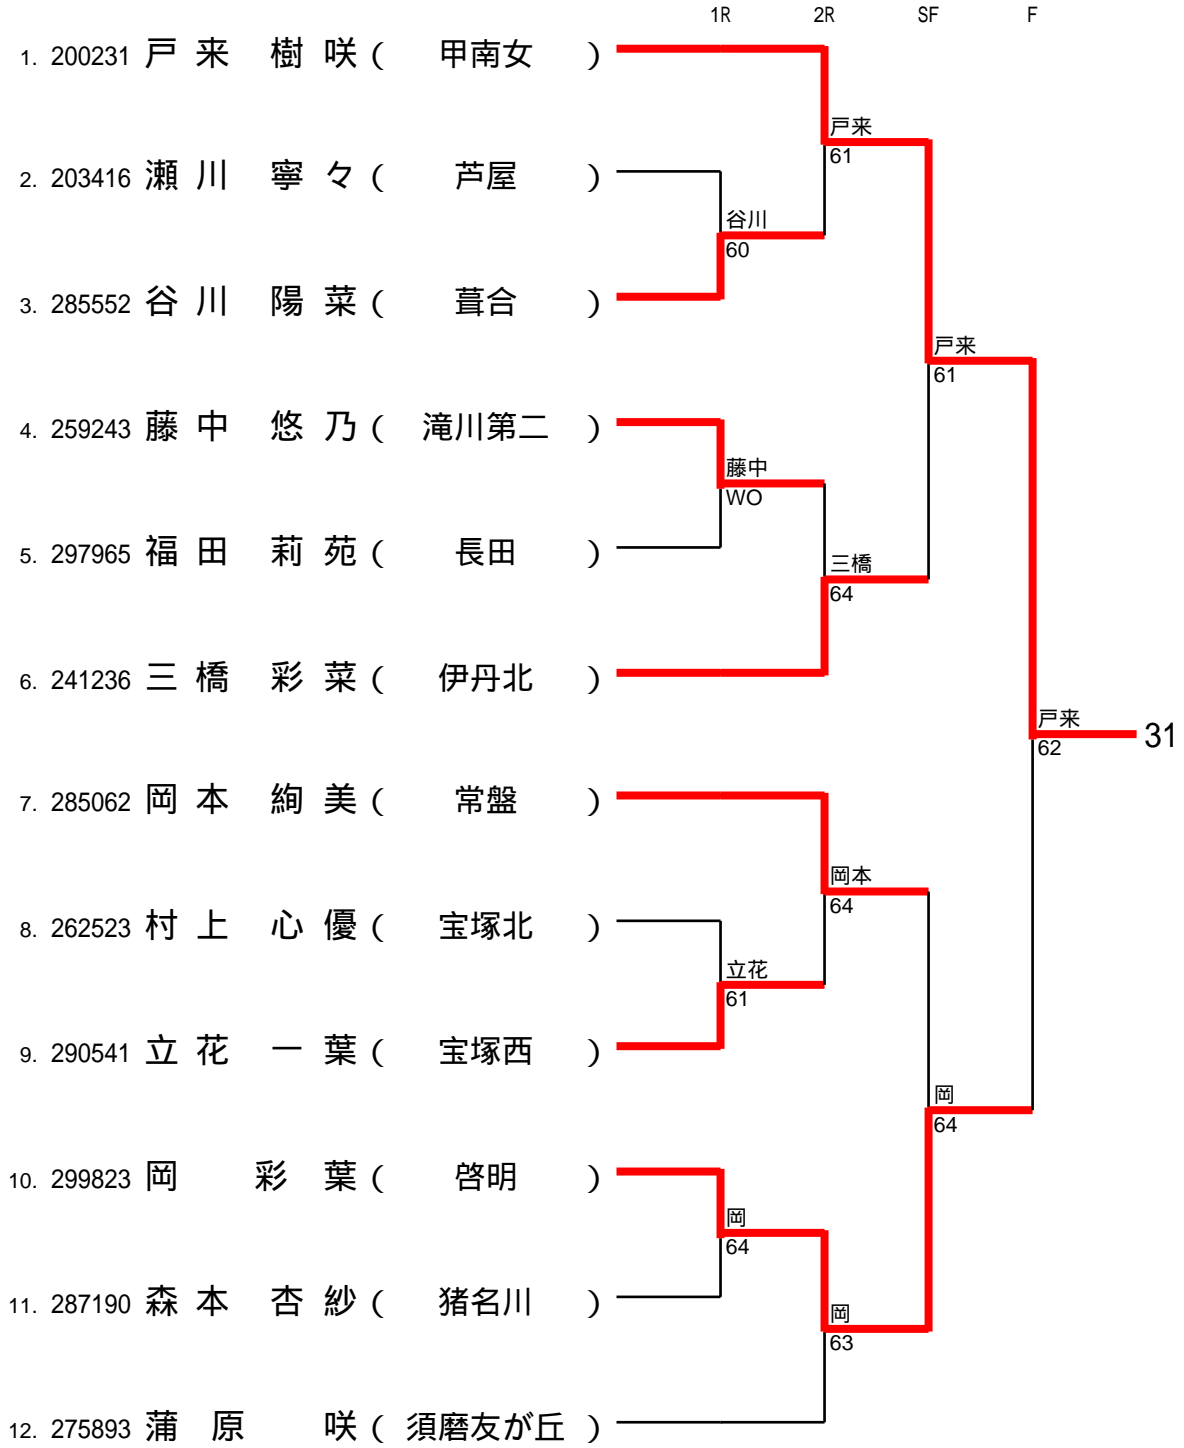 1R 2R SF F
1. 200231 戸来 樹咲 ( 甲南女 )
戸来
61
2. 203416 瀬川 寧々 ( 芦屋 )
谷川
60
3. 285552 谷川 陽菜 ( 葺合 )
戸来
61
4. 259243 藤中 悠乃 ( 滝川第二 )
藤中
WO
5. 297965 福田 莉苑 ( 長田 )
三橋
64
6. 241236 三橋 彩菜 ( 伊丹北 )
戸来
62
31
7. 285062 岡本 絢美 ( 常盤 )
岡本
64
8. 262523 村上 心優 ( 宝塚北 )
立花
61
9. 290541 立花 一葉 ( 宝塚西 )
岡
64
10. 299823 岡 彩葉 ( 啓明 )
岡
64
11. 287190 森本 杏紗 ( 猪名川 )
岡
63
12. 275893 蒲原 咲 ( 須磨友が丘 )